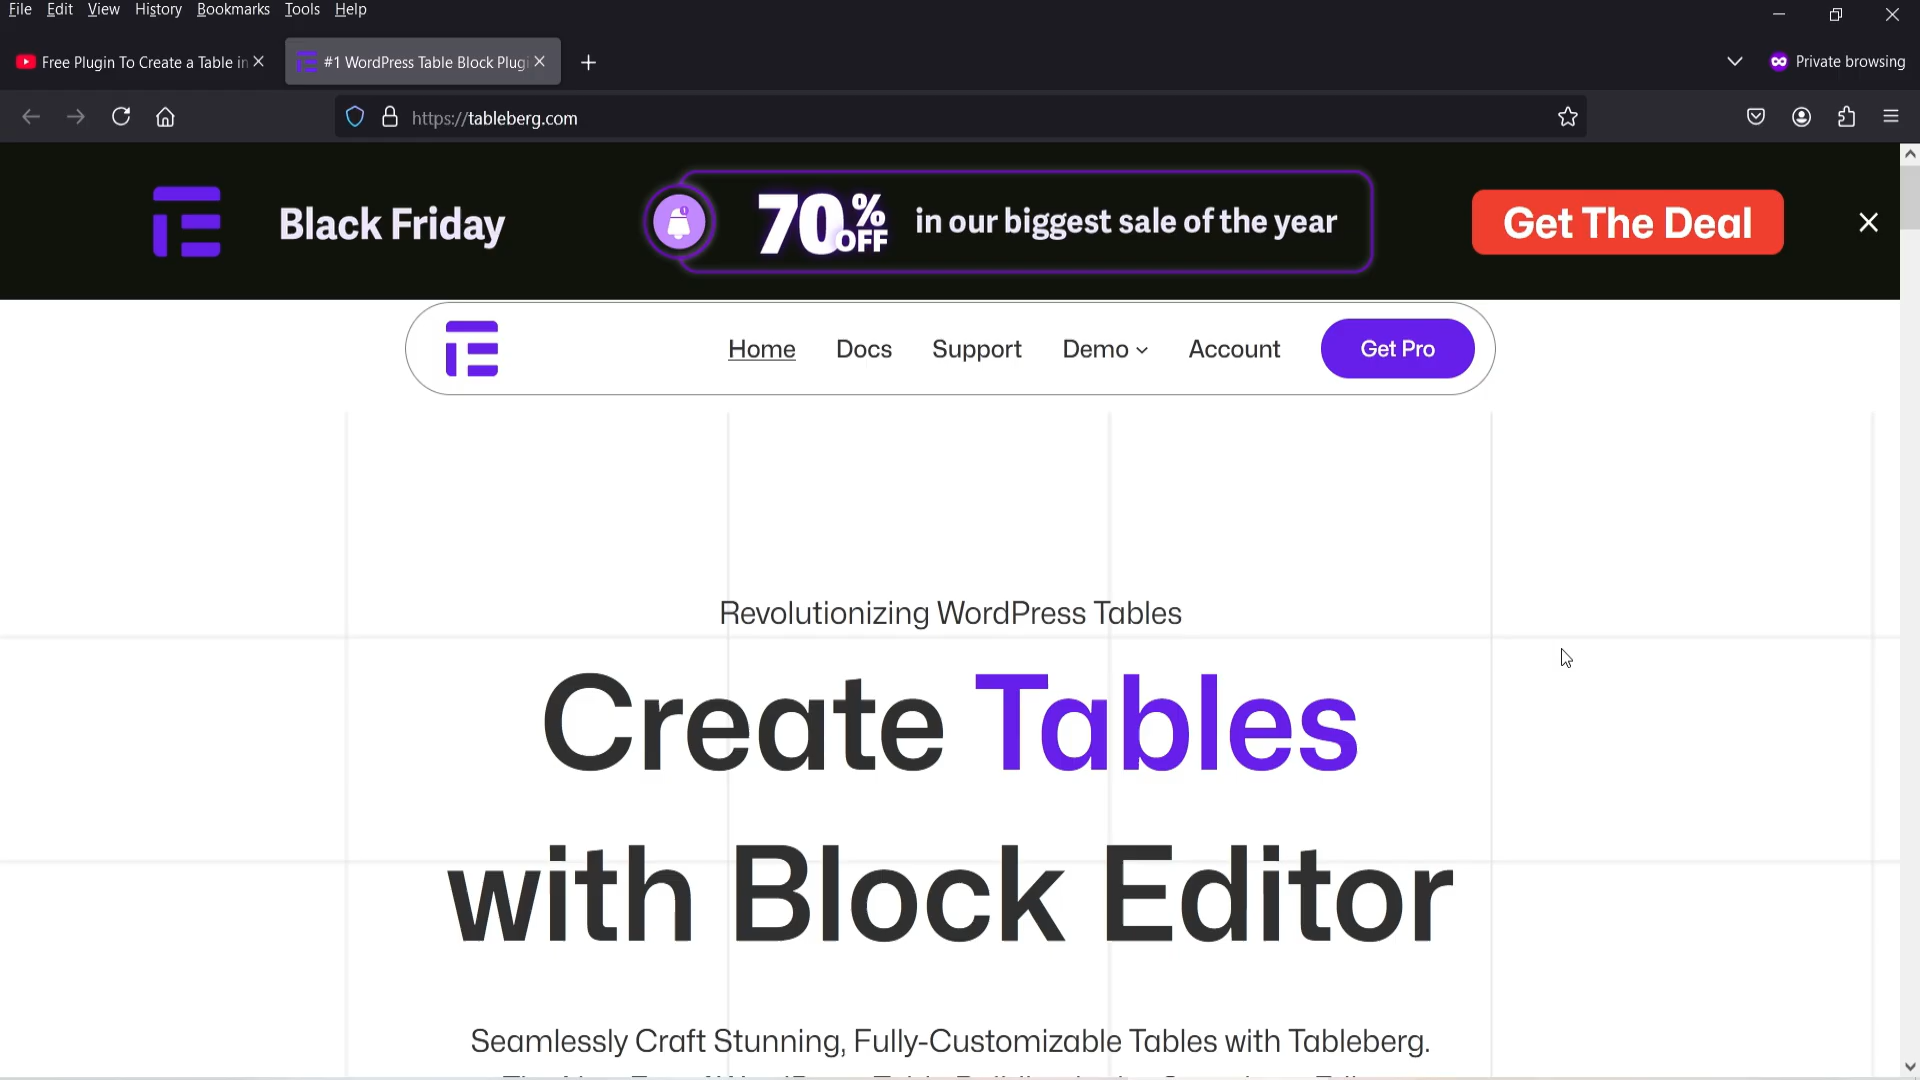 File Edit View History Bookmarks Tools Help
Free Plugin To Create a Table in
#1 WordPress Table Block Plugi
Private browsing
https://tableberg.com
Black Friday
70% OFF in our biggest sale of the year
Get The Deal
Home Docs Support Demo Account Get Pro
Revolutionizing WordPress Tables
Create Tables
with Block Editor
Seamlessly Craft Stunning, Fully-Customizable Tables with Tableberg.